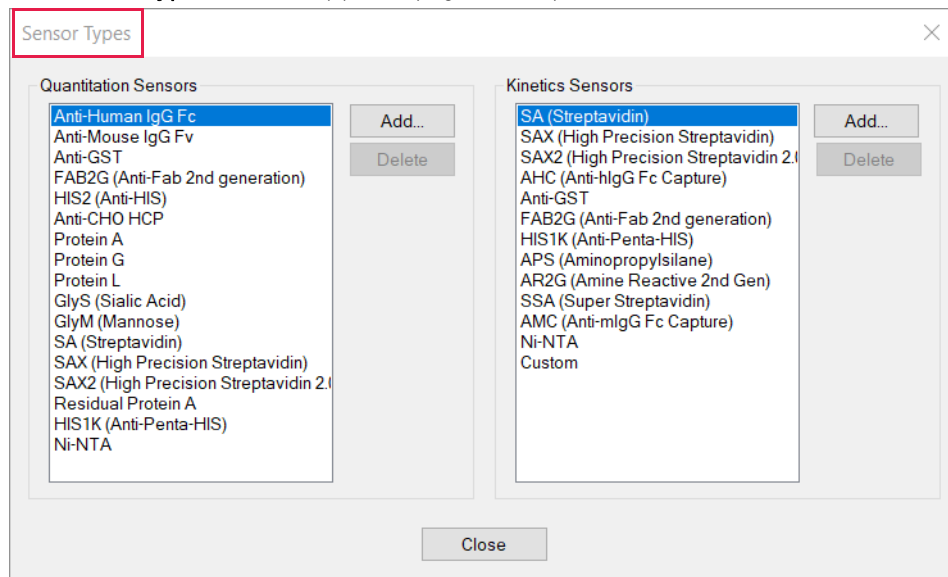 Sensor Types
Quantitation Sensors
Anti-Human IgG Fc
Anti-Mouse IgG Fv
Anti-GST
FAB2G (Anti-Fab 2nd generation)
HIS2 (Anti-HIS)
Anti-CHO HCP
Protein A
Protein G
Protein L
GlyS (Sialic Acid)
GlyM (Mannose)
SA (Streptavidin)
SAX (High Precision Streptavidin)
SAX2 (High Precision Streptavidin 2.
Residual Protein A
HIS1K (Anti-Penta-HIS)
Ni-NTA
Add...
Delete
Kinetics Sensors
SA (Streptavidin)
SAX (High Precision Streptavidin)
SAX2 (High Precision Streptavidin 2.
AHC (Anti-hIgG Fc Capture)
Anti-GST
FAB2G (Anti-Fab 2nd generation)
HIS1K (Anti-Penta-HIS)
APS (Aminopropylsilane)
AR2G (Amine Reactive 2nd Gen)
SSA (Super Streptavidin)
AMC (Anti-mIgG Fc Capture)
Ni-NTA
Custom
Add...
Delete
Close